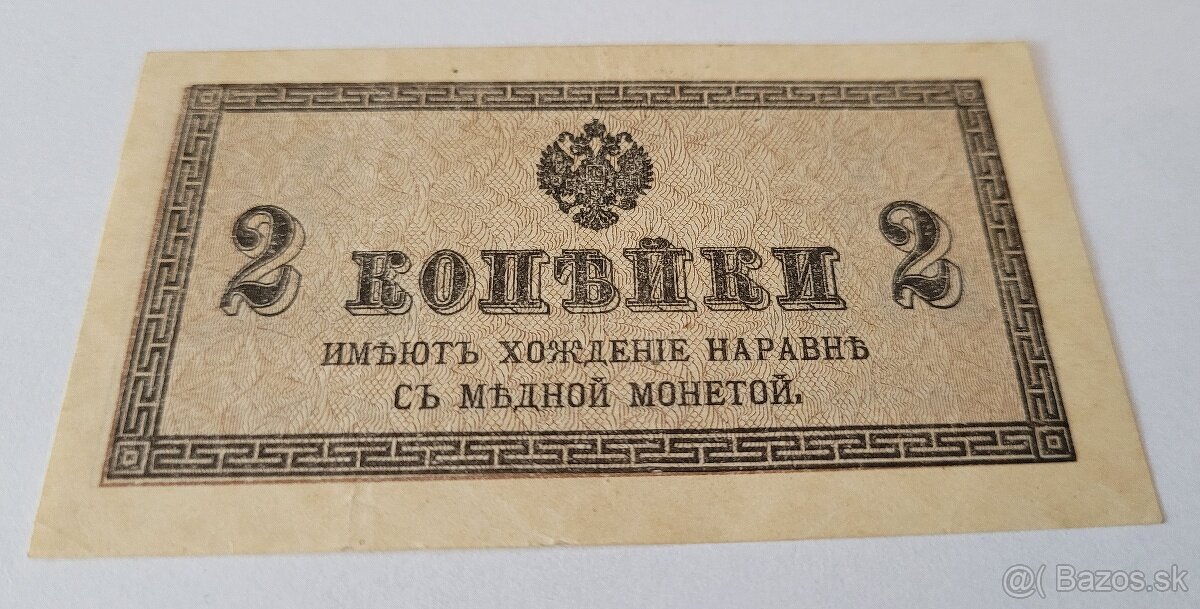 2 КОПѢЙКИ 2
ИМѢЮТЪ ХОЖДЕНІЕ НАРАВНѢ
СЪ МѢДНОЙ МОНЕТОЙ.
@( Bazos.sk